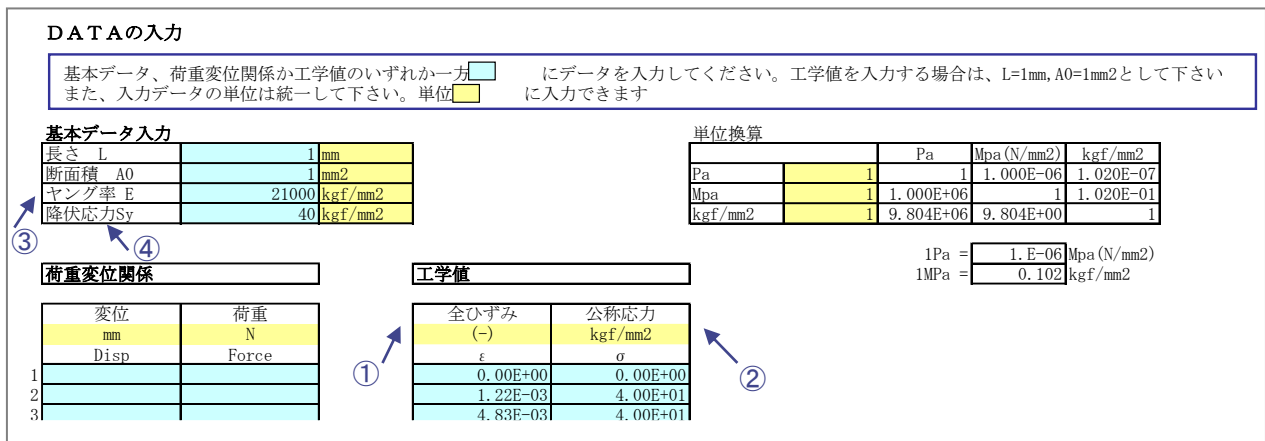 ＤＡＴＡの入力
基本データ、荷重変位関係か工学値のいずれか一方 にデータを入力してください。工学値を入力する場合は、L=1mm,A0=1mm2として下さい
また、入力データの単位は統一して下さい。単位 に入力できます
基本データ入力
長さ L 1 mm
断面積 A0 1 mm2
ヤング率 E 21000 kgf/mm2
降伏応力Sy 40 kgf/mm2
③
④
単位換算
Pa Mpa(N/mm2) kgf/mm2
Pa 1 1 1.000E-06 1.020E-07
Mpa 1 1.000E+06 1 1.020E-01
kgf/mm2 1 9.804E+06 9.804E+00 1
1Pa = 1.E-06 Mpa(N/mm2)
1MPa = 0.102 kgf/mm2
荷重変位関係
変位 荷重
mm N
Disp Force
1
2
3
工学値
全ひずみ 公称応力
(-) kgf/mm2
ε σ
0.00E+00 0.00E+00
1.22E-03 4.00E+01
4.83E-03 4.00E+01
①
②